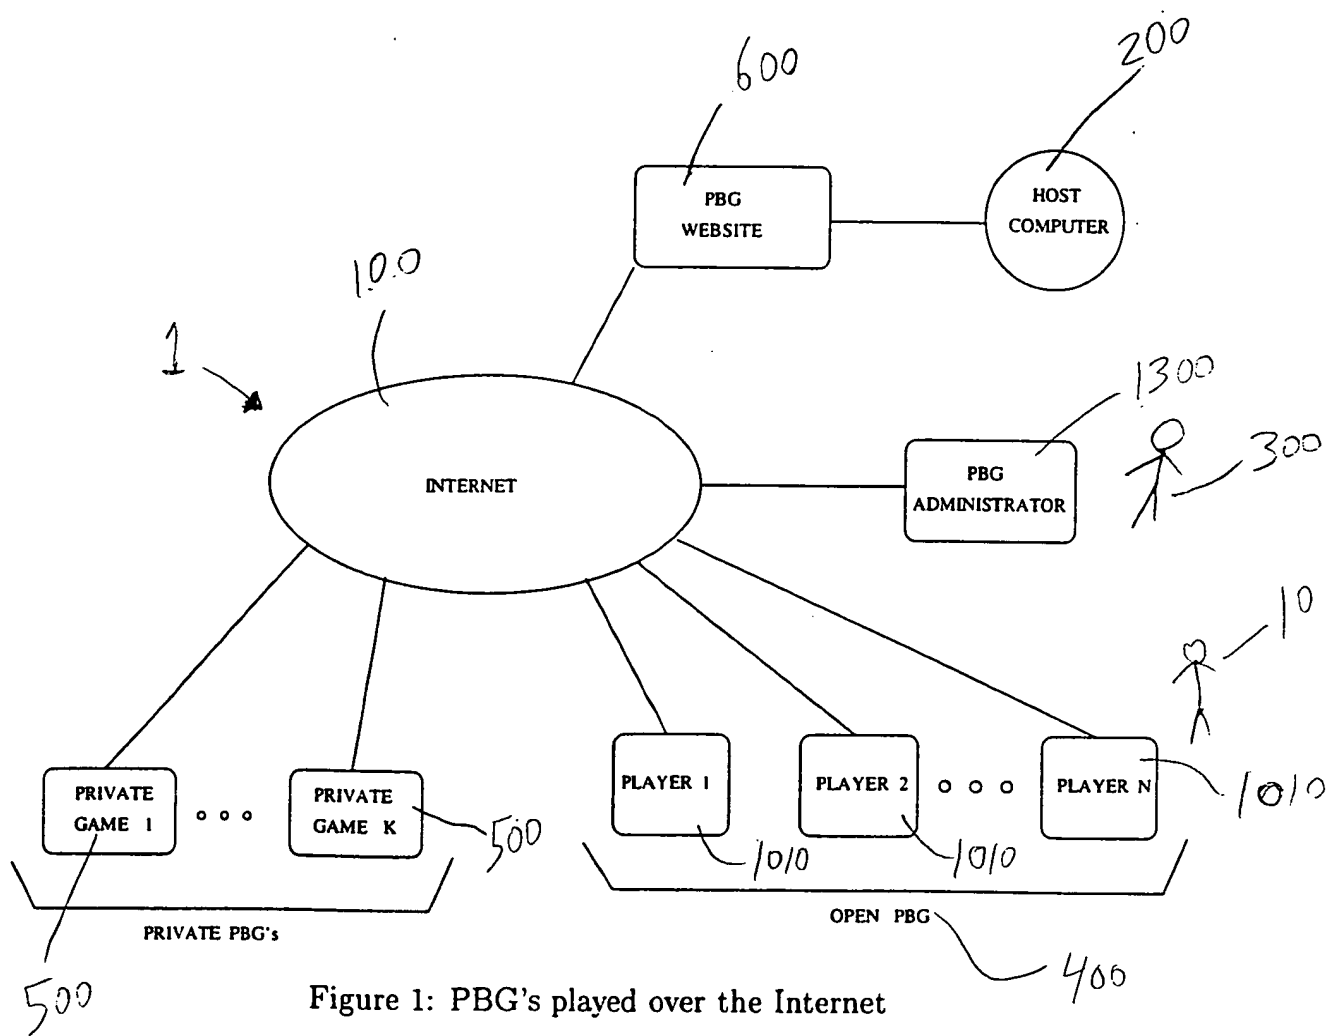 200
600
PBG
WEBSITE
HOST
COMPUTER
100
1
1300
PBG
ADMINISTRATOR
300
INTERNET
10
PRIVATE
GAME 1
PRIVATE
GAME K
500
PLAYER 1
PLAYER 2
PLAYER N
1010
1010
1010
PRIVATE PBG's
OPEN PBG
500
400
Figure 1: PBG's played over the Internet